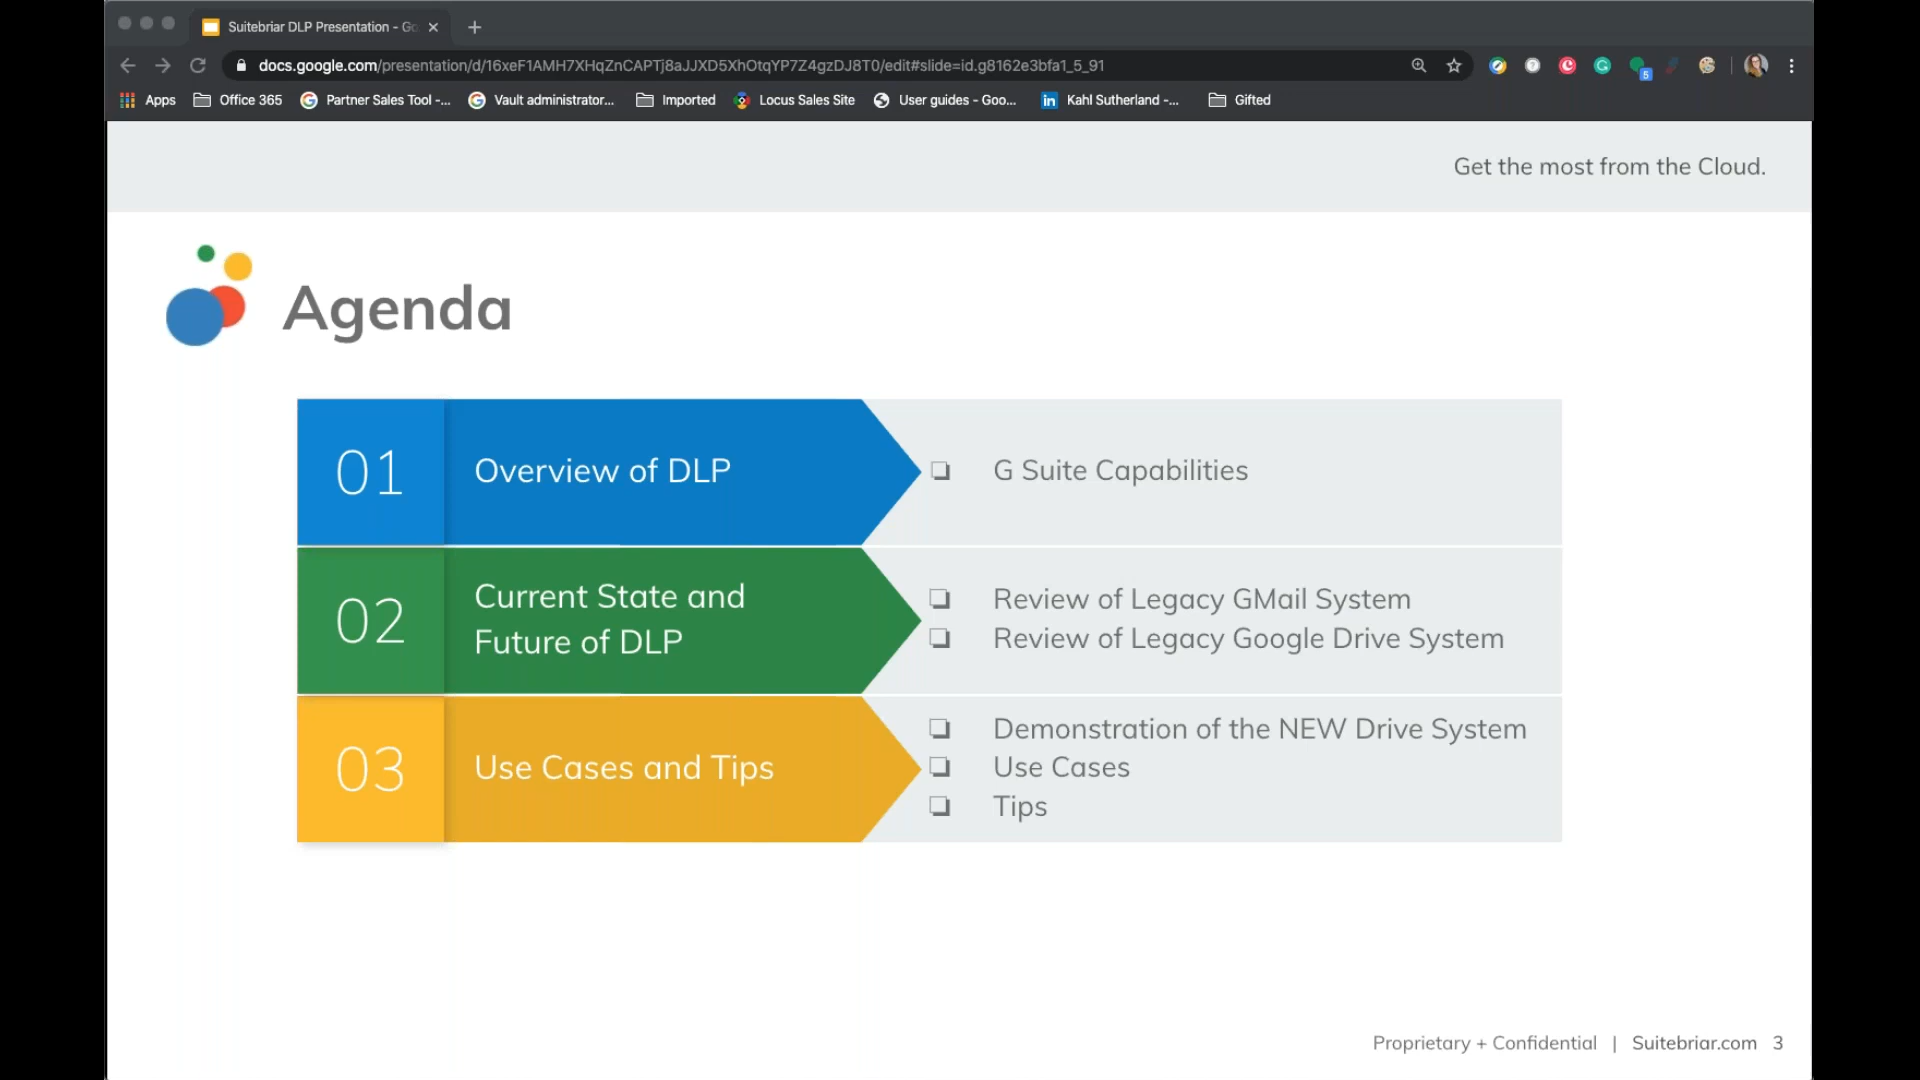 Suitebriar DLP Presentation - Go
docs.google.com/presentation/d/16xeF1AMH7XHqZnCAPTj8aJJXD5XhOtqYP7Z4gzDJ8T0/edit#slide=id.g8162e3bfa1_5_91
5
Apps Office 365 Partner Sales Tool -... Vault administrator... Imported Locus Sales Site User guides - Goo... in Kahl Sutherland -... Gifted
Get the most from the Cloud.
Agenda
01 Overview of DLP
❏ G Suite Capabilities
02 Current State and
Future of DLP
❏ Review of Legacy GMail System
❏ Review of Legacy Google Drive System
03 Use Cases and Tips
❏ Demonstration of the NEW Drive System
❏ Use Cases
❏ Tips
Proprietary + Confidential | Suitebriar.com 3